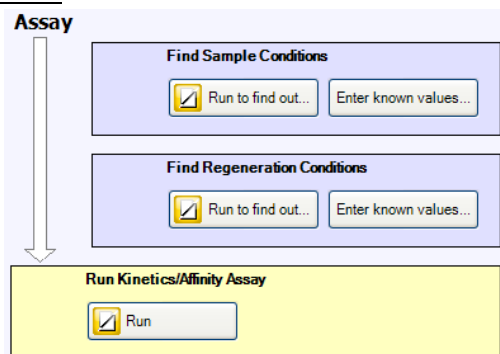 Assay
Find Sample Conditions
Run to find out... Enter known values...
Find Regeneration Conditions
Run to find out... Enter known values...
Run Kinetics/Affinity Assay
Run